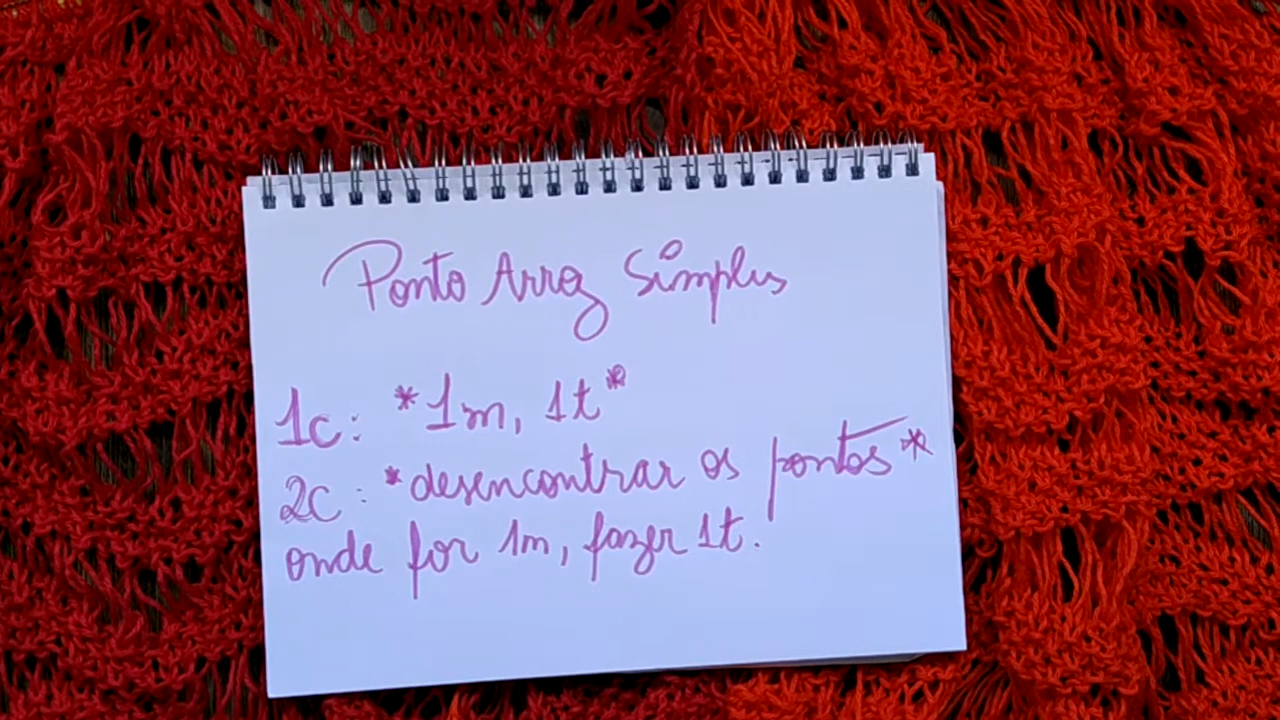 Ponto Arroz Simples
1c: *1m, 1t*
2c: *desencontrar os pontos*
onde for 1m, fazer 1t.